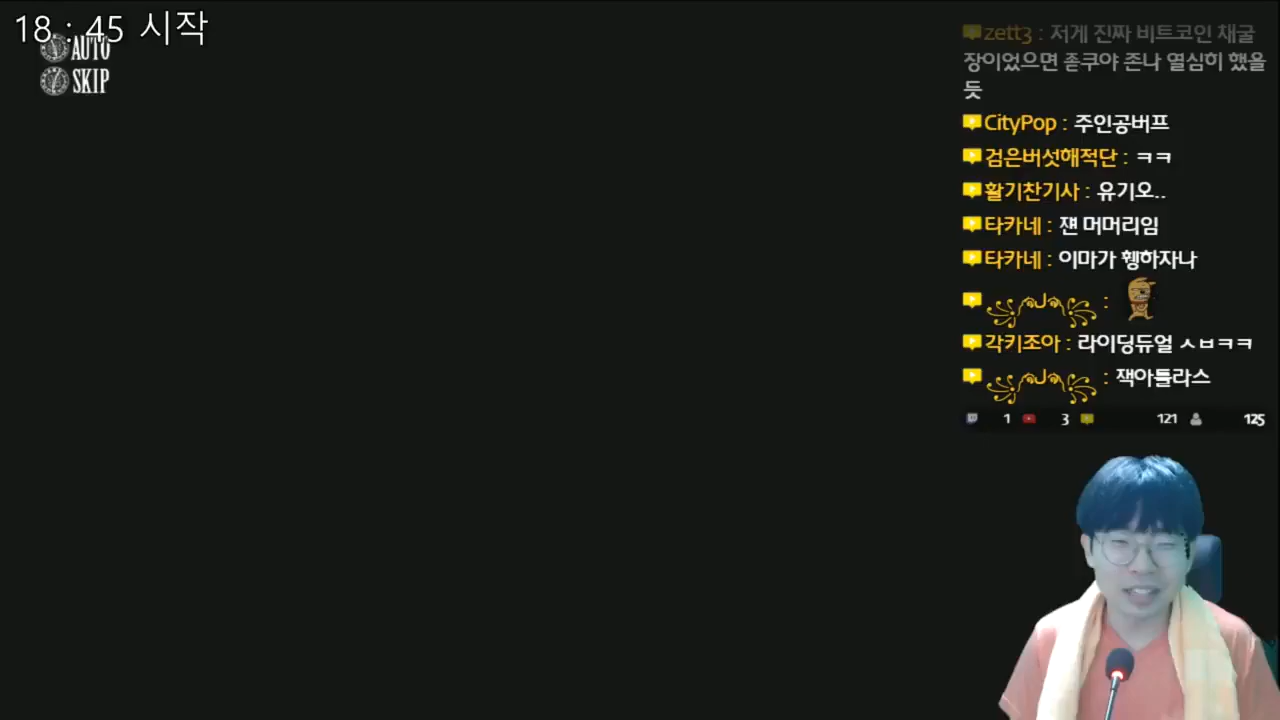 18 : 45 시작
AUTO
SKIP
zett3 : 저게 진짜 비트코인 채굴
장이었으면 죤쿠야 존나 열심히 했을
듯
CityPop : 주인공버프
검은버섯해적단 : ㅋㅋ
활기찬기사 : 유기오..
타카네 : 쟨 머머리임
타카네 : 이마가 휑하자나
각키조아 : 라이딩듀얼 ㅅㅂㅋㅋ
: 잭아틀라스
1 3 121 125